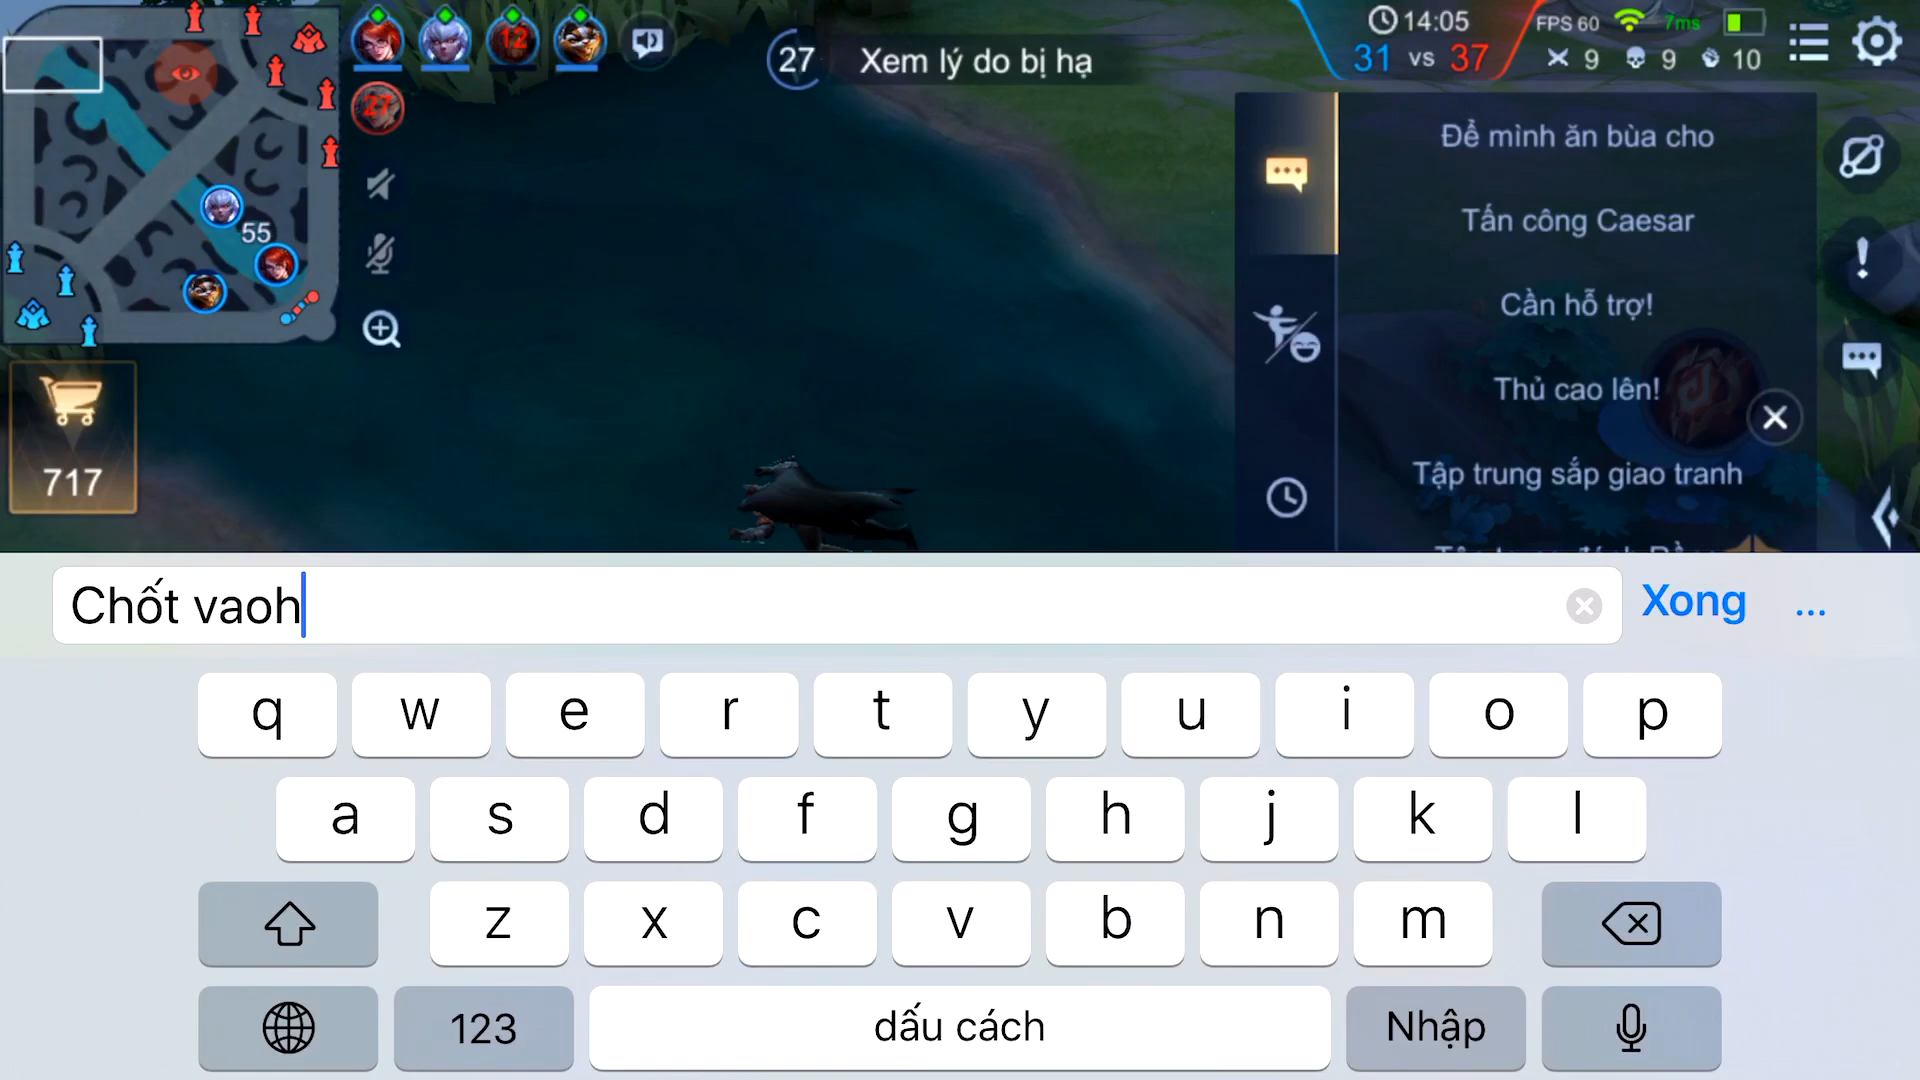 14:05
FPS 60
7ms
31 vs 37
9
9
10
12
27
Xem lý do bị hạ
27
55
717
Để mình ăn bùa cho
Tấn công Caesar
Cần hỗ trợ!
Thủ cao lên!
Tập trung sắp giao tranh
Chốt vaoh
Xong
...
q w e r t y u i o p
a s d f g h j k l
z x c v b n m
123
dấu cách
Nhập